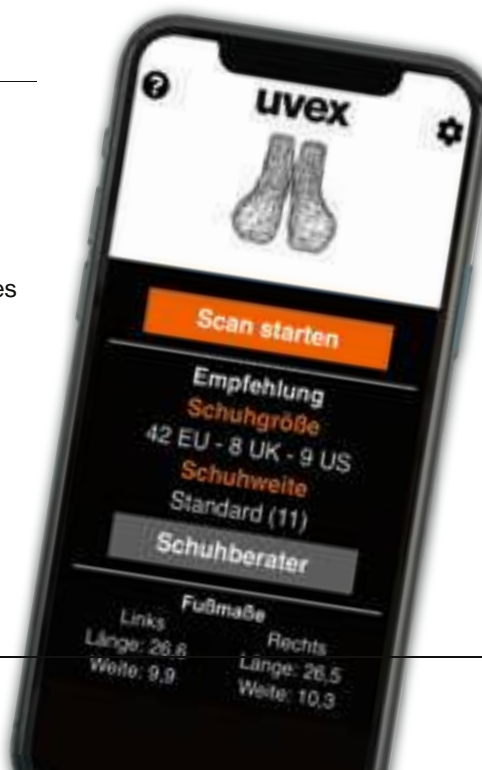 ?
uvex
es
Scan starten
Empfehlung
Schuhgröße
42 EU - 8 UK - 9 US
Schuhweite
Standard (11)
Schuhberater
Fußmaße
Links
Länge: 26,6
Weite: 9,9
Rechts
Länge: 26,5
Weite: 10,3